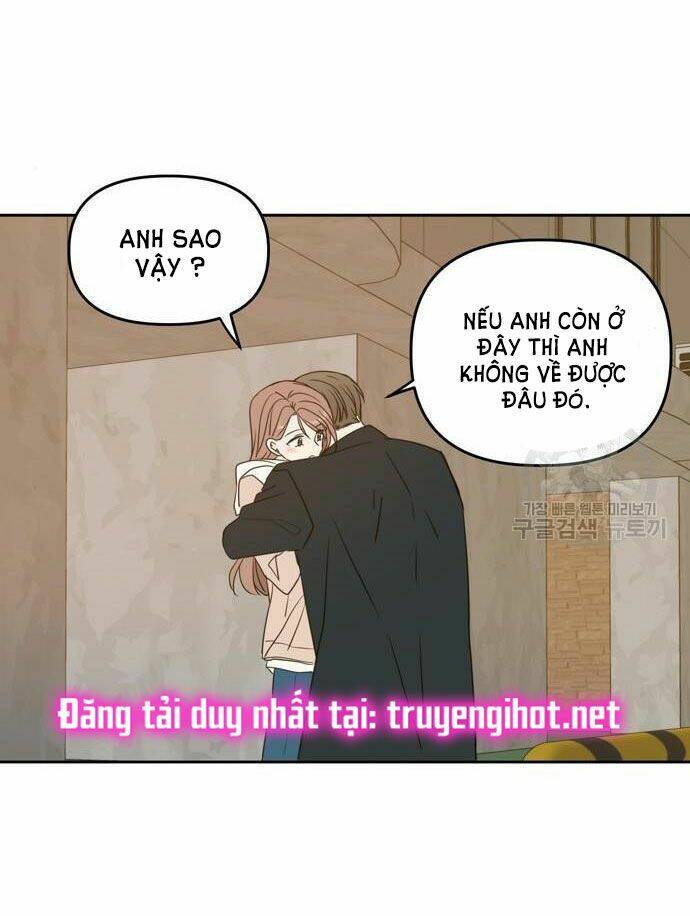 ANH SAO
VẬY ?
NẾU ANH CÒN Ở
ĐÂY THÌ ANH
KHÔNG VỀ ĐƯỢC
ĐÂU ĐÓ.
가장 빠른 웹툰 미리보기
구글검색 뉴토끼
Đăng tải duy nhất tại: truyengihot.net